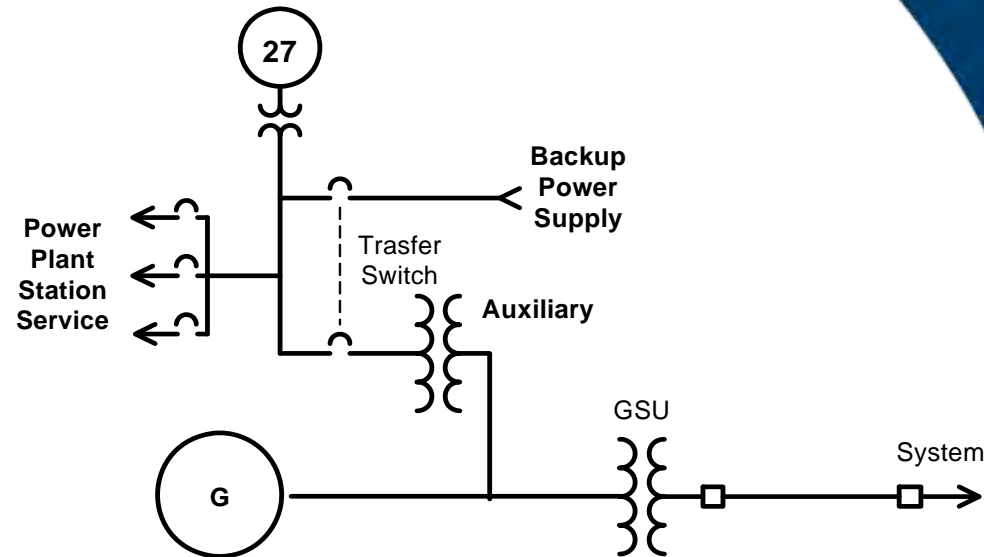 27
Backup
Power
Supply
Power
Plant
Station
Service
Trasfer
Switch
Auxiliary
GSU
System
G